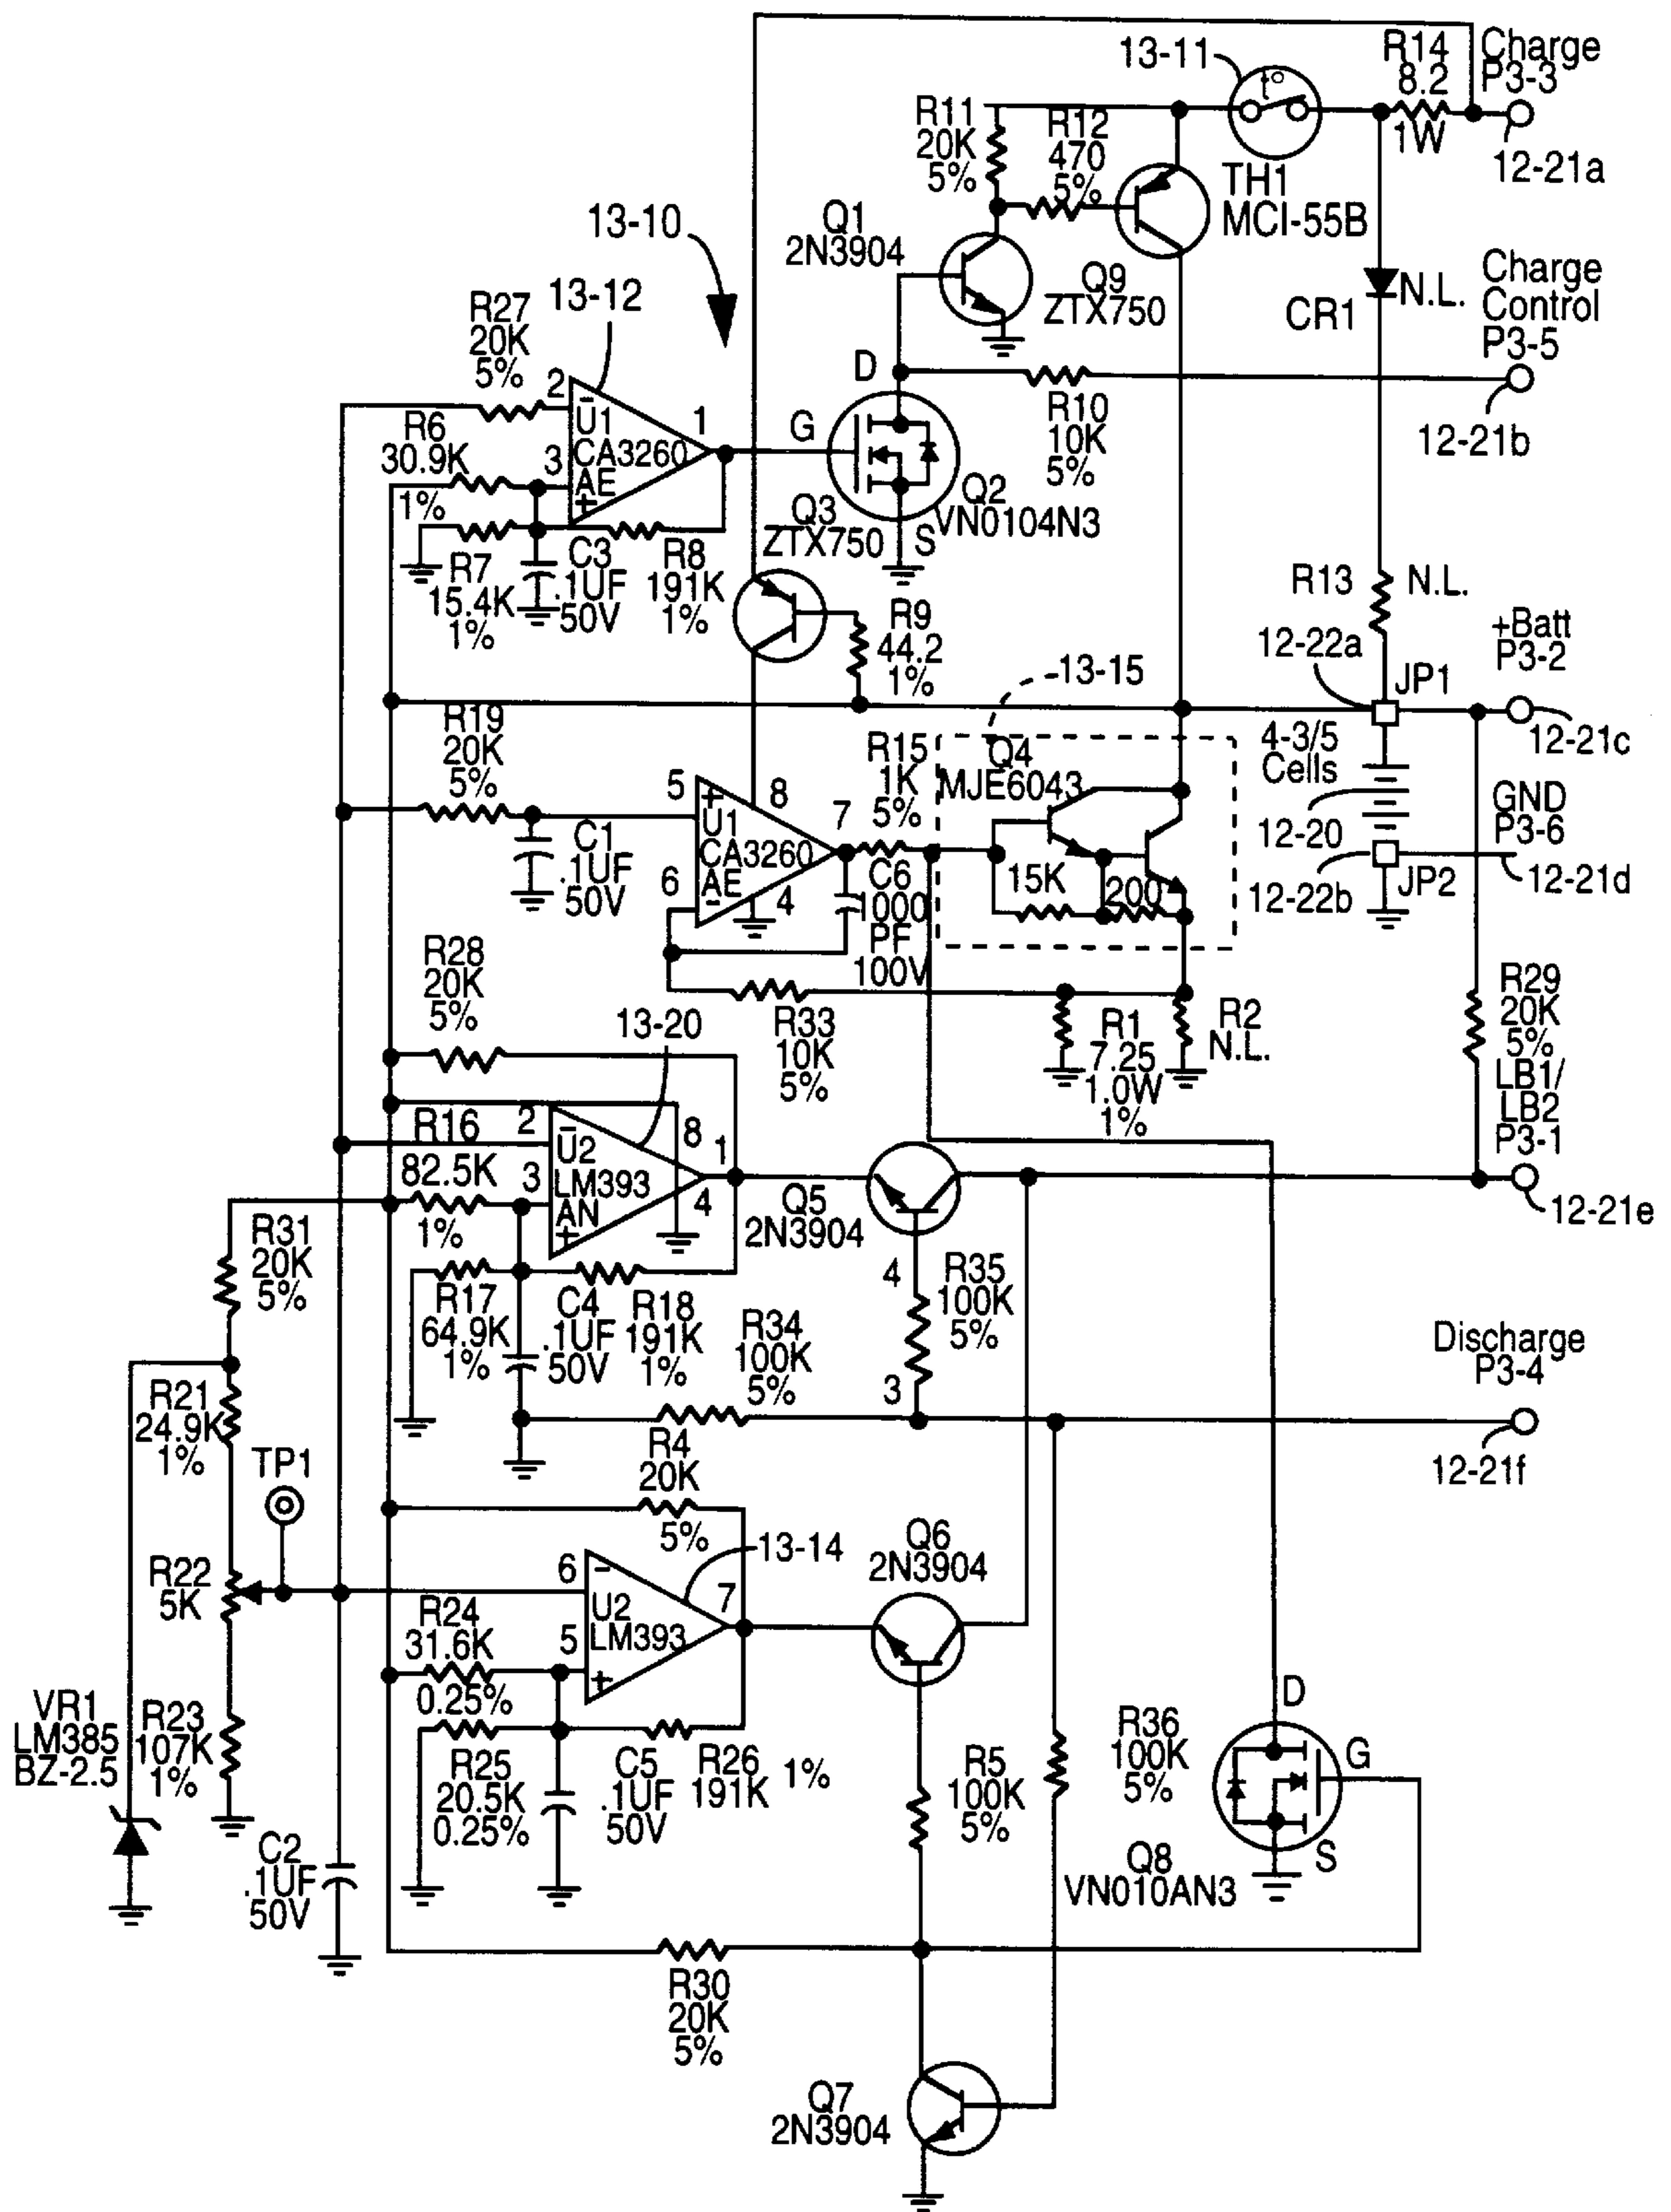 13-11
R14
8.2
1W
Charge
P3-3
12-21a
R11
20K
5%
R12
470
5%
t°
TH1
MCI-55B
13-10
Q1
2N3904
Q9
ZTX750
CR1
N.L.
Charge
Control
P3-5
12-21b
R27
20K
5%
13-12
2
-
U1
CA3260
AE
+
3
1
R6
30.9K
1%
R7
15.4K
1%
C3
.1UF
50V
R8
191K
1%
D
G
S
Q2
VN0104N3
R10
10K
5%
Q3
ZTX750
R9
44.2
1%
R13
N.L.
12-22a
JP1
+Batt
P3-2
12-21c
13-15
R19
20K
5%
C1
.1UF
50V
5
+
8
U1
CA3260
AE
-
6
4
7
R15
1K
5%
C6
1000
PF
100V
Q4
MJE6043
15K
200
4-3/5
Cells
12-20
12-22b
JP2
GND
P3-6
12-21d
R28
20K
5%
13-20
R33
10K
5%
R1
7.25
1.0W
1%
R2
N.L.
R29
20K
5%
LB1/
LB2
P3-1
12-21e
R16
82.5K
1%
2
-
U2
LM393
AN
+
3
8
1
4
Q5
2N3904
R31
20K
5%
R17
64.9K
1%
C4
.1UF
50V
R18
191K
1%
R34
100K
5%
4
R35
100K
5%
3
Discharge
P3-4
12-21f
R21
24.9K
1%
TP1
R4
20K
5%
13-14
Q6
2N3904
R22
5K
6
-
U2
LM393
+
5
7
R24
31.6K
0.25%
R25
20.5K
0.25%
C5
.1UF
50V
R26
191K
1%
VR1
LM385
BZ-2.5
R23
107K
1%
C2
.1UF
50V
R5
100K
5%
R36
100K
5%
D
G
S
Q8
VN010AN3
R30
20K
5%
Q7
2N3904